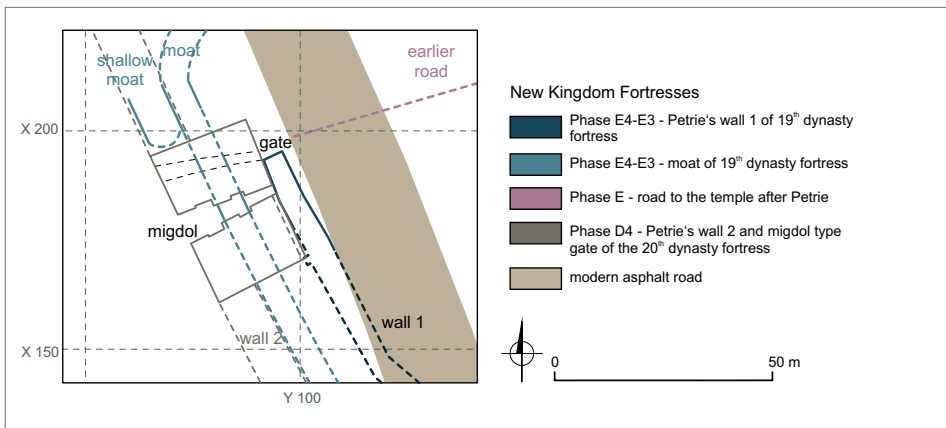 shallow
moat
moat
earlier
road
X 200
gate
migdol
wall 2
wall 1
X 150
Y 100
New Kingdom Fortresses
Phase E4-E3 - Petrie's wall 1 of 19th dynasty
fortress
Phase E4-E3 - moat of 19th dynasty fortress
Phase E - road to the temple after Petrie
Phase D4 - Petrie's wall 2 and migdol type
gate of the 20th dynasty fortress
modern asphalt road
0
50 m